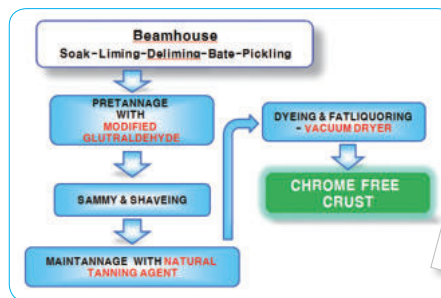 Beamhouse
Soak-Liming-Deliming-Bate-Pickling
PRETANNAGE
WITH
MODIFIED
GLUTRALDEHYDE
SAMMY & SHAVEING
MAINTANNAGE WITH NATURAL
TANNING AGENT
DYEING & FATLIQUORING
- VACUUM DRYER
CHROME FREE
CRUST